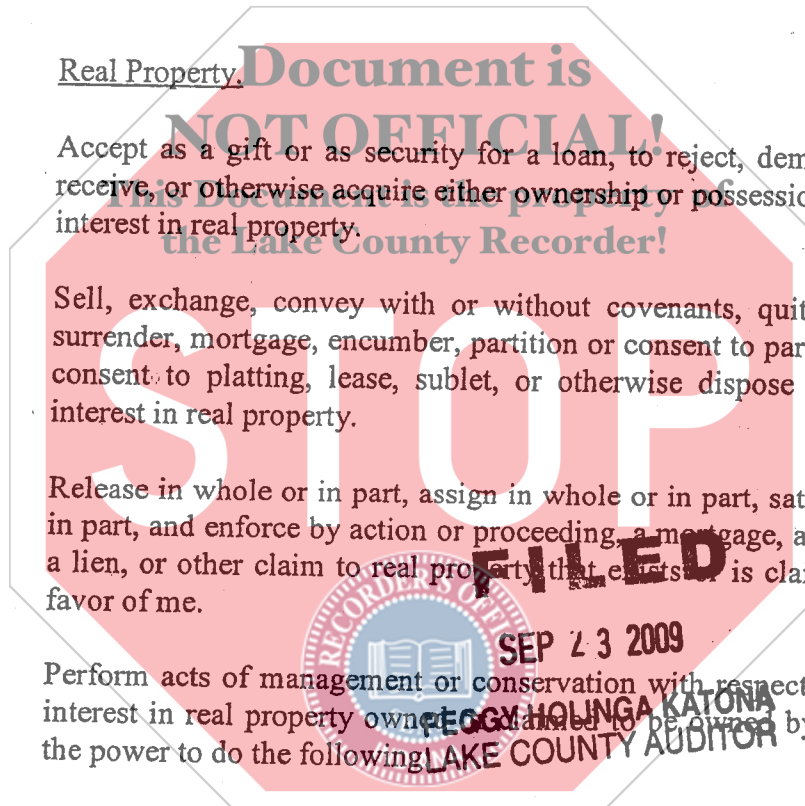 Document is
Real Property.
NOT OFFICIAL!
Accept as a gift or as security for a loan, to reject, dem
This Document is the property of
receive, or otherwise acquire either ownership or possessio
the Lake County Recorder!
interest in real property.
STOP
Sell, exchange, convey with or without covenants, quit
surrender, mortgage, encumber, partition or consent to par
consent to platting, lease, sublet, or otherwise dispose
interest in real property.
Release in whole or in part, assign in whole or in part, sat
in part, and enforce by action or proceeding, a mortgage, a
a lien, or other claim to real property that exists or is clai
favor of me.
FILED
RECORDER'S OFFI
SEP 23 2009
Perform acts of management or conservation with respect
interest in real property owned or claimed to be owned by
the power to do the following
PEGGY HOLINGA KATONA
LAKE COUNTY AUDITOR